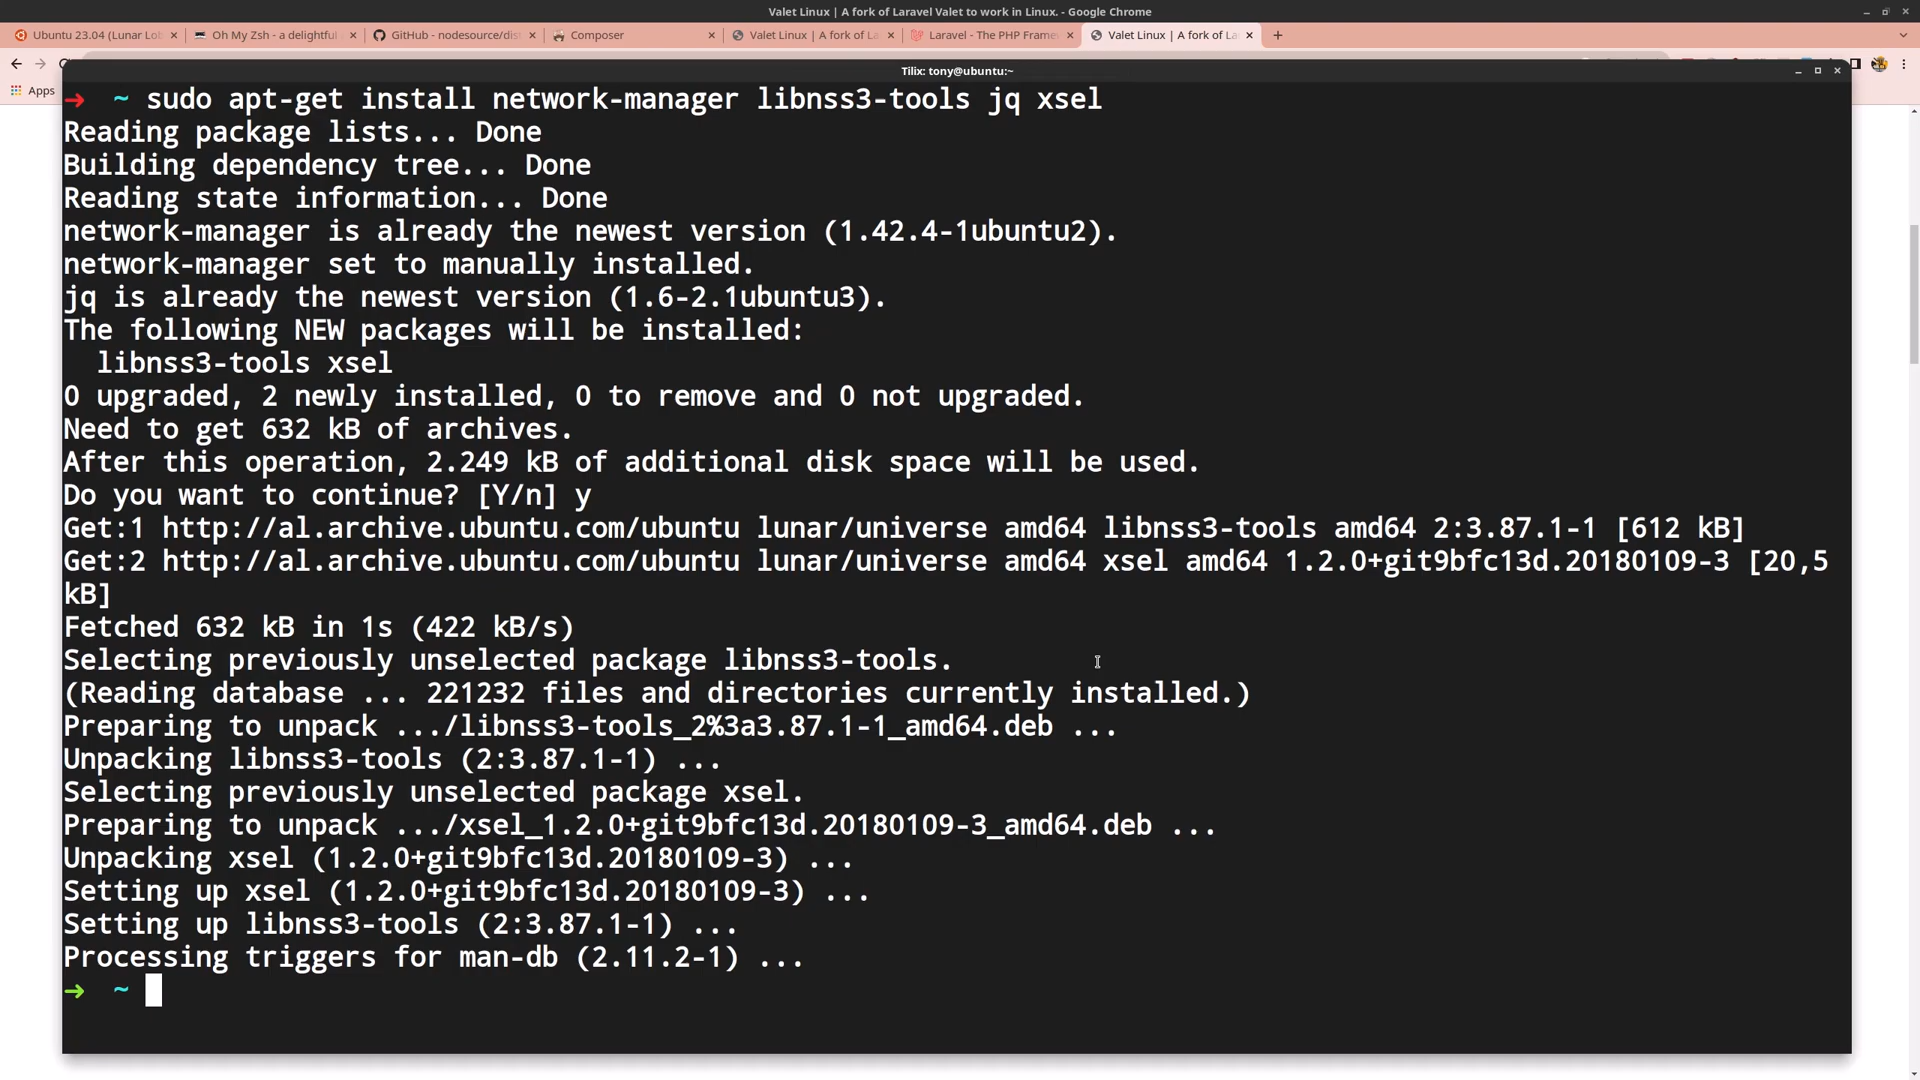 Valet Linux | A fork of Laravel Valet to work in Linux. - Google Chrome
Ubuntu 23.04 (Lunar Lob
Oh My Zsh - a delightful
GitHub - nodesource/dis
Composer
Valet Linux | A fork of La
Laravel - The PHP Frame
Valet Linux | A fork of La
Apps
Tilix: tony@ubuntu:~
→ ~ sudo apt-get install network-manager libnss3-tools jq xsel
Reading package lists... Done
Building dependency tree... Done
Reading state information... Done
network-manager is already the newest version (1.42.4-1ubuntu2).
network-manager set to manually installed.
jq is already the newest version (1.6-2.1ubuntu3).
The following NEW packages will be installed:
libnss3-tools xsel
0 upgraded, 2 newly installed, 0 to remove and 0 not upgraded.
Need to get 632 kB of archives.
After this operation, 2.249 kB of additional disk space will be used.
Do you want to continue? [Y/n] y
Get:1 http://al.archive.ubuntu.com/ubuntu lunar/universe amd64 libnss3-tools amd64 2:3.87.1-1 [612 kB]
Get:2 http://al.archive.ubuntu.com/ubuntu lunar/universe amd64 xsel amd64 1.2.0+git9bfc13d.20180109-3 [20,5
kB]
Fetched 632 kB in 1s (422 kB/s)
Selecting previously unselected package libnss3-tools.
(Reading database ... 221232 files and directories currently installed.)
Preparing to unpack .../libnss3-tools_2%3a3.87.1-1_amd64.deb ...
Unpacking libnss3-tools (2:3.87.1-1) ...
Selecting previously unselected package xsel.
Preparing to unpack .../xsel_1.2.0+git9bfc13d.20180109-3_amd64.deb ...
Unpacking xsel (1.2.0+git9bfc13d.20180109-3) ...
Setting up xsel (1.2.0+git9bfc13d.20180109-3) ...
Setting up libnss3-tools (2:3.87.1-1) ...
Processing triggers for man-db (2.11.2-1) ...
→ ~